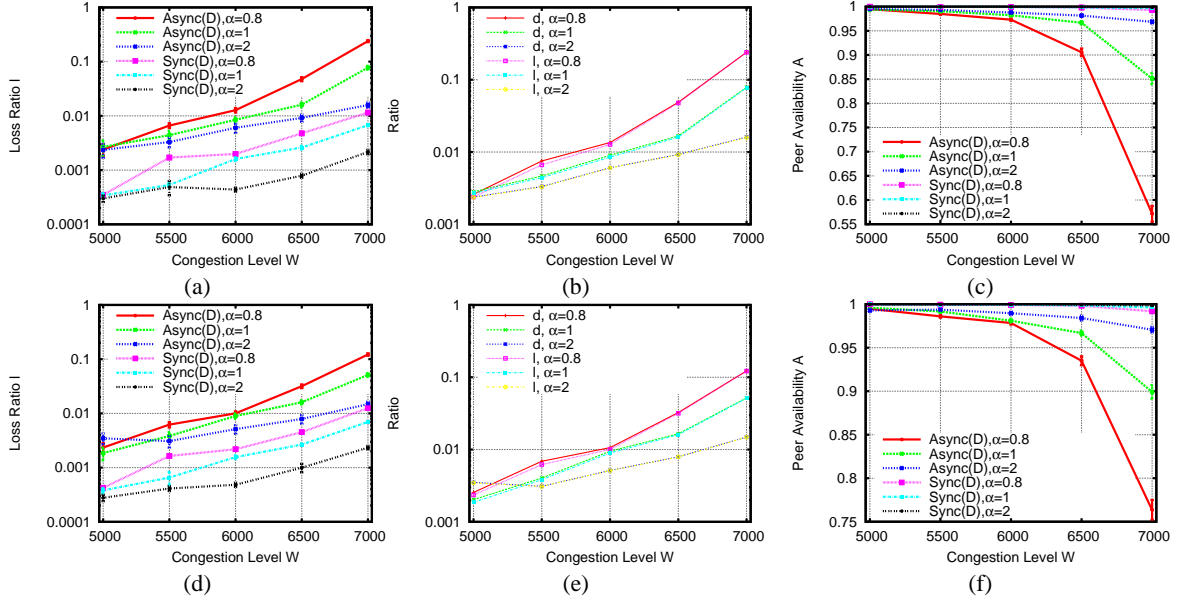 1
0.1
0.01
0.001
0.0001
Loss Ratio l
Async(D),α=0.8
Async(D),α=1
Async(D),α=2
Sync(D),α=0.8
Sync(D),α=1
Sync(D),α=2
5000 5500 6000 6500 7000
Congestion Level W
(a)
1
0.1
0.01
0.001
Ratio
d, α=0.8
d, α=1
d, α=2
l, α=0.8
l, α=1
l, α=2
5000 5500 6000 6500 7000
Congestion Level W
(b)
1
0.95
0.9
0.85
0.8
0.75
0.7
0.65
0.6
0.55
Peer Availability A
Async(D),α=0.8
Async(D),α=1
Async(D),α=2
Sync(D),α=0.8
Sync(D),α=1
Sync(D),α=2
5000 5500 6000 6500 7000
Congestion Level W
(c)
1
0.1
0.01
0.001
0.0001
Loss Ratio l
Async(D),α=0.8
Async(D),α=1
Async(D),α=2
Sync(D),α=0.8
Sync(D),α=1
Sync(D),α=2
5000 5500 6000 6500 7000
Congestion Level W
(d)
1
0.1
0.01
0.001
Ratio
d, α=0.8
d, α=1
d, α=2
l, α=0.8
l, α=1
l, α=2
5000 5500 6000 6500 7000
Congestion Level W
(e)
1
0.95
0.9
0.85
0.8
0.75
Peer Availability A
Async(D),α=0.8
Async(D),α=1
Async(D),α=2
Sync(D),α=0.8
Sync(D),α=1
Sync(D),α=2
5000 5500 6000 6500 7000
Congestion Level W
(f)